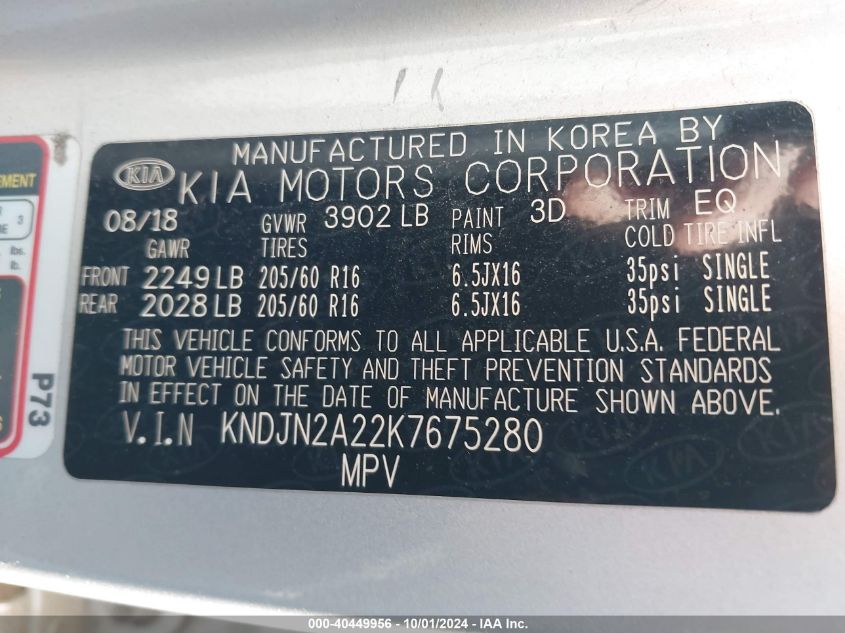 MANUFACTURED IN KOREA BY
KIA KIA MOTORS CORPORATION
08/18 GVWR 3902 LB PAINT 3D TRIM EQ
GAWR TIRES RIMS COLD TIRE INFL
FRONT 2249 LB 205/60 R16 6.5JX16 35psi SINGLE
REAR 2028 LB 205/60 R16 6.5JX16 35psi SINGLE
THIS VEHICLE CONFORMS TO ALL APPLICABLE U.S.A. FEDERAL
MOTOR VEHICLE SAFETY AND THEFT PREVENTION STANDARDS
IN EFFECT ON THE DATE OF MANUFACTURE SHOWN ABOVE.
V.I.N KNDJN2A22K7675280
MPV
P73
000-40449956 - 10/01/2024 - IAA Inc.